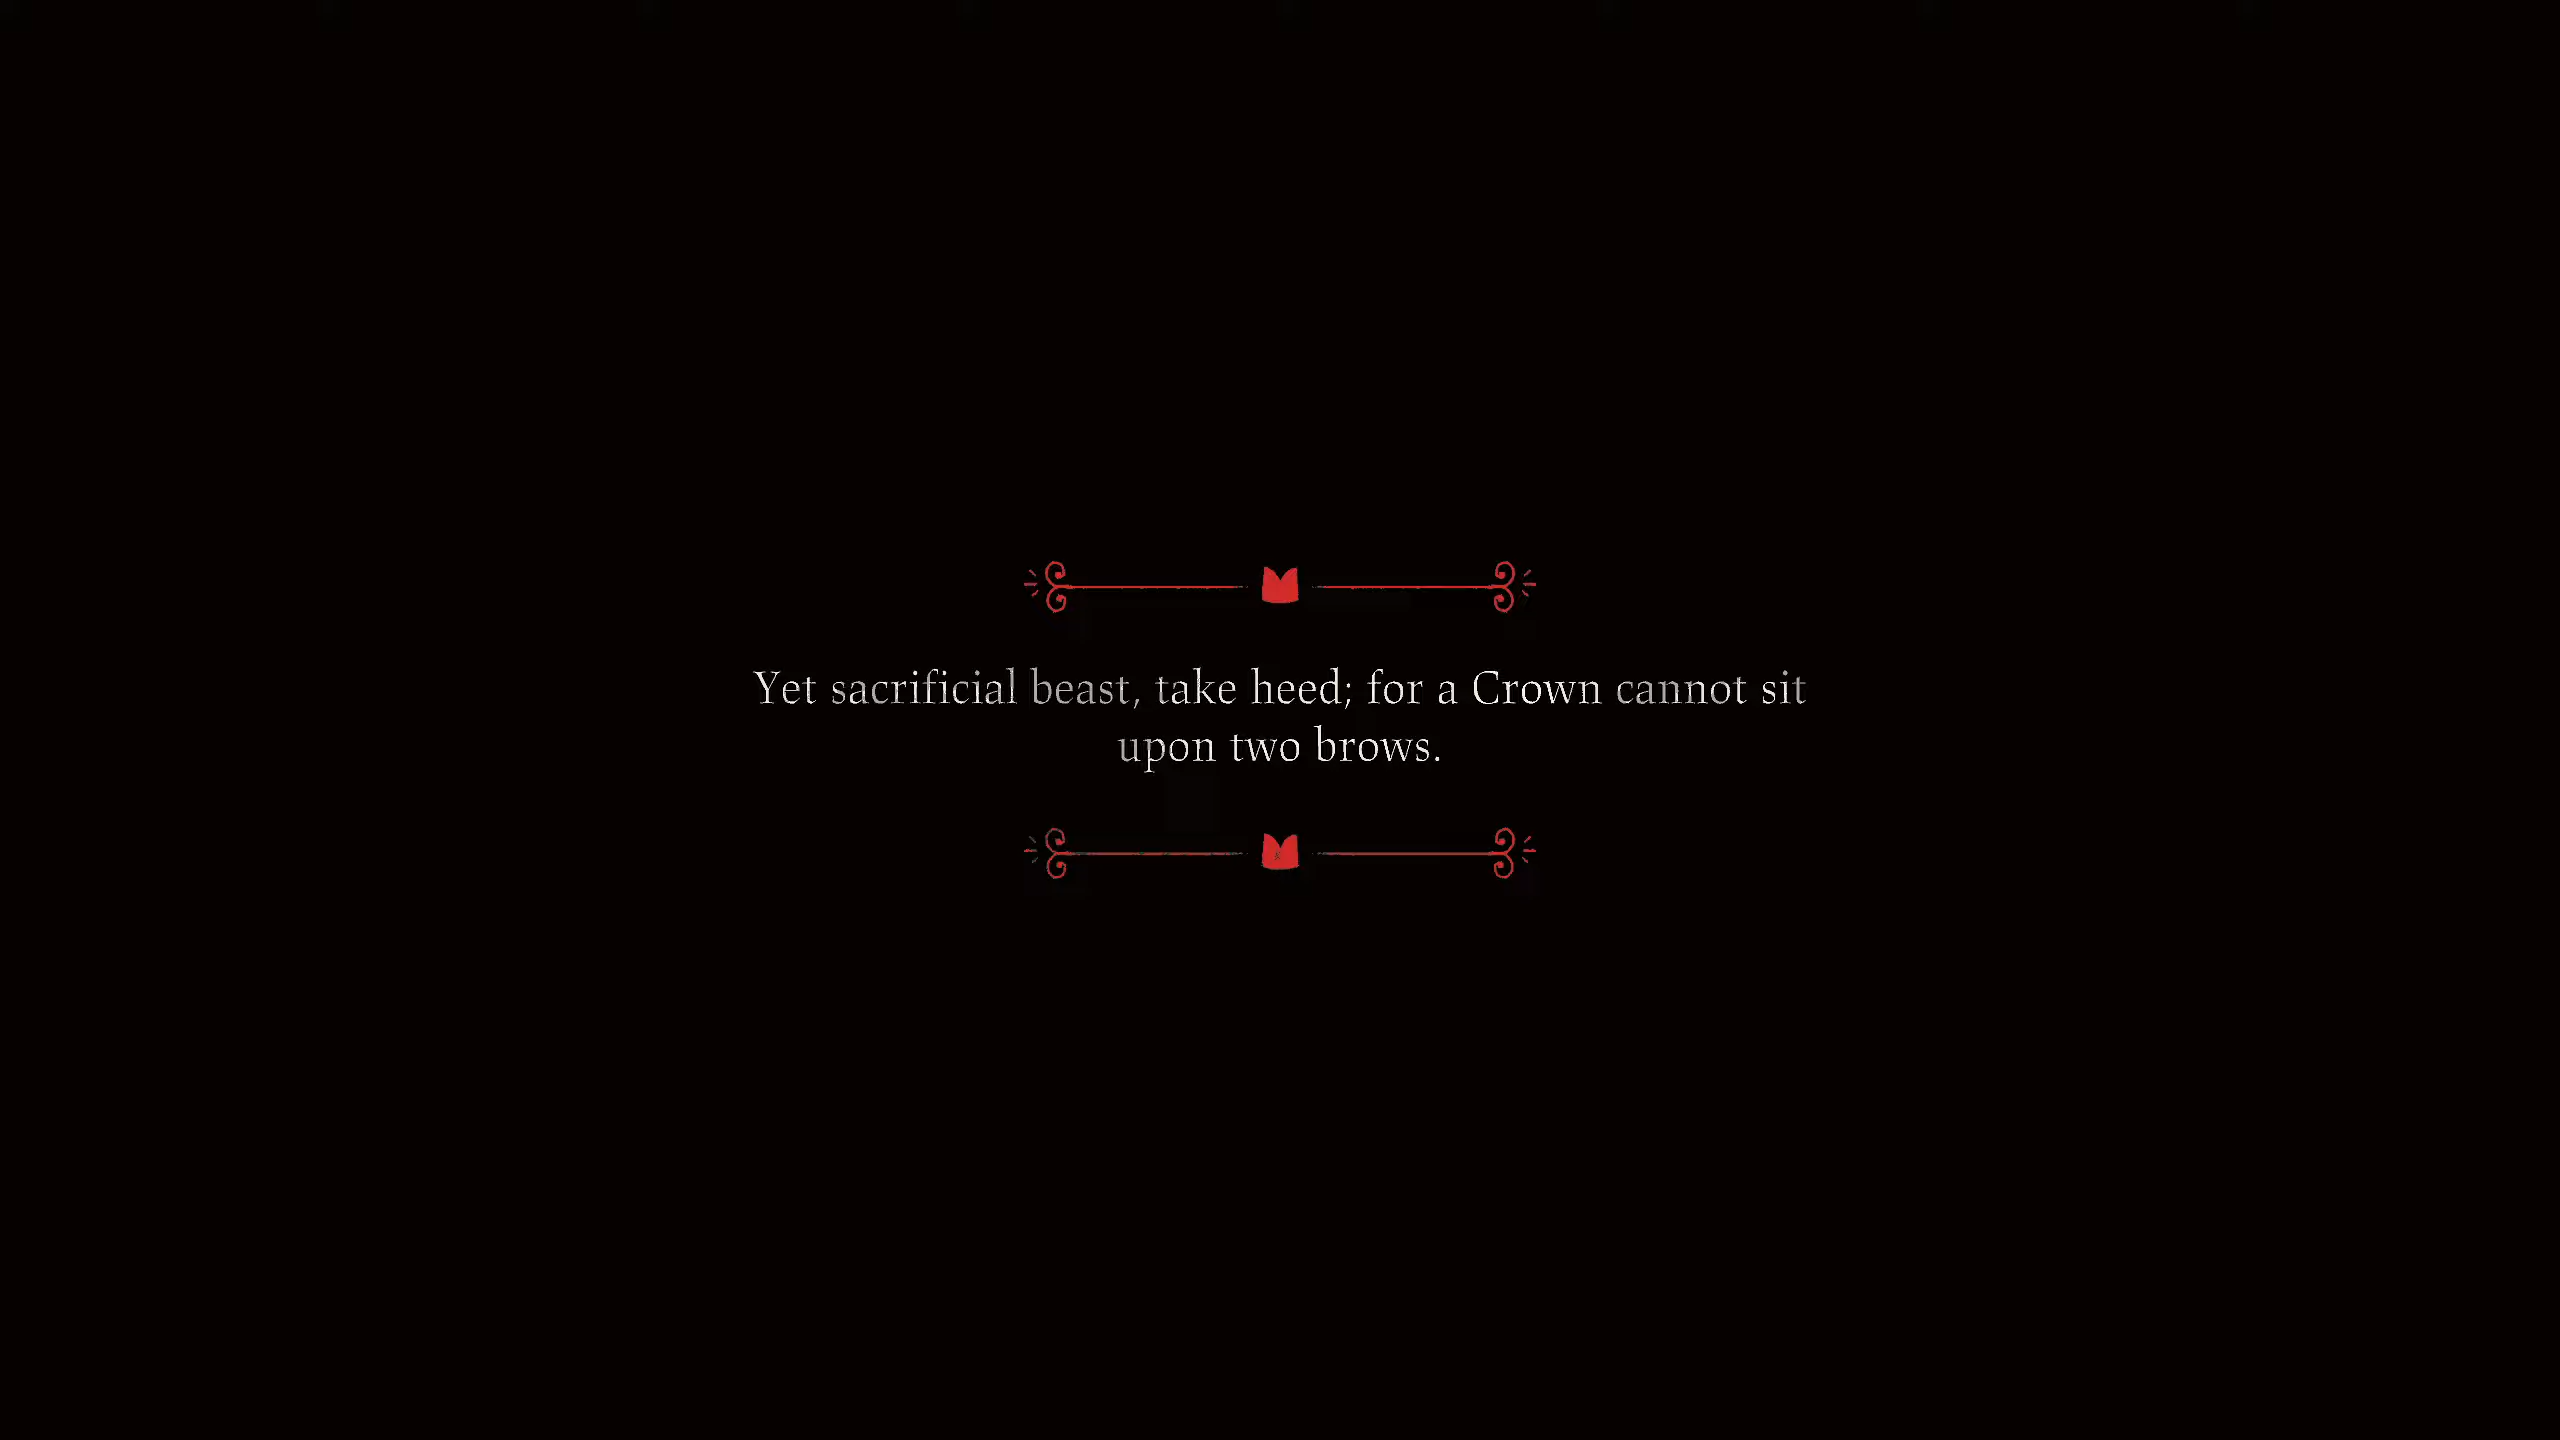 Yet sacrificial beast, take heed; for a Crown cannot sit
upon two brows.